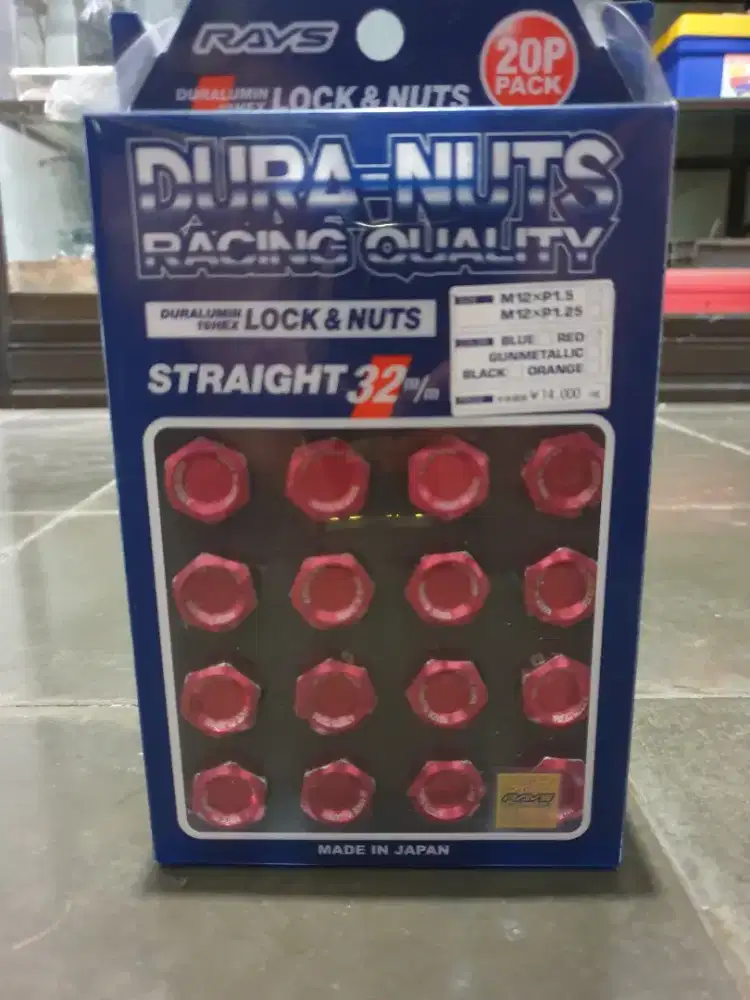 RAYS
20P
PACK
DURALUMIN
LOCK & NUTS
DURA-NUTS
RACING QUALITY
DURALUMIN
19HEX LOCK & NUTS
M12×P1.5
M12×P1.25
BLUE RED
GUNMETALLIC
BLACK ORANGE
¥14,000
STRAIGHT 32m/m
RAYS
MADE IN JAPAN